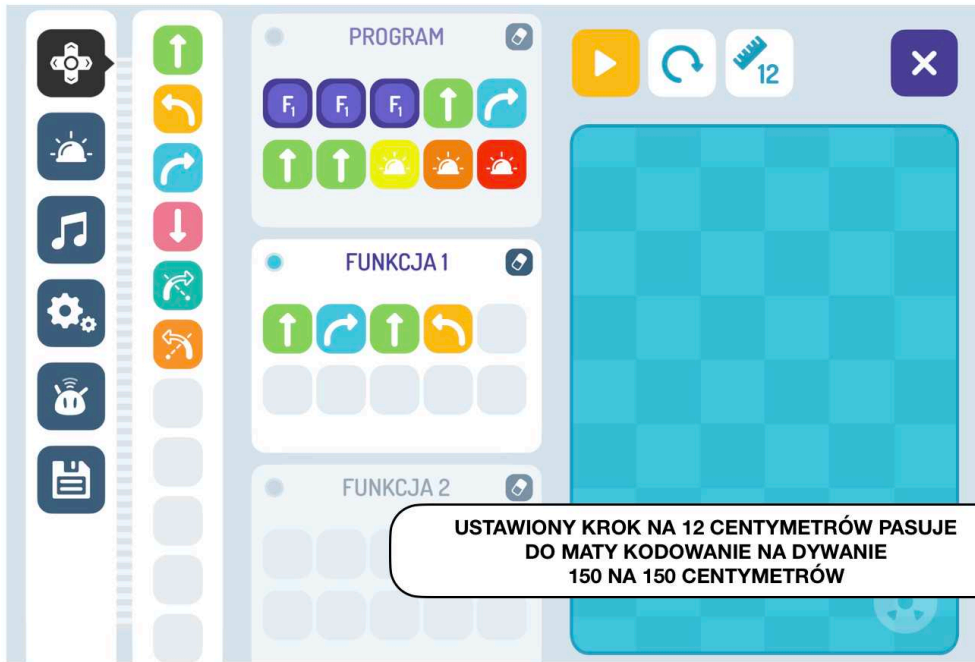 PROGRAM
12
F1 F1 F1
FUNKCJA 1
FUNKCJA 2
USTAWIONY KROK NA 12 CENTYMETRÓW PASUJE
DO MATY KODOWANIE NA DYWANIE
150 NA 150 CENTYMETRÓW